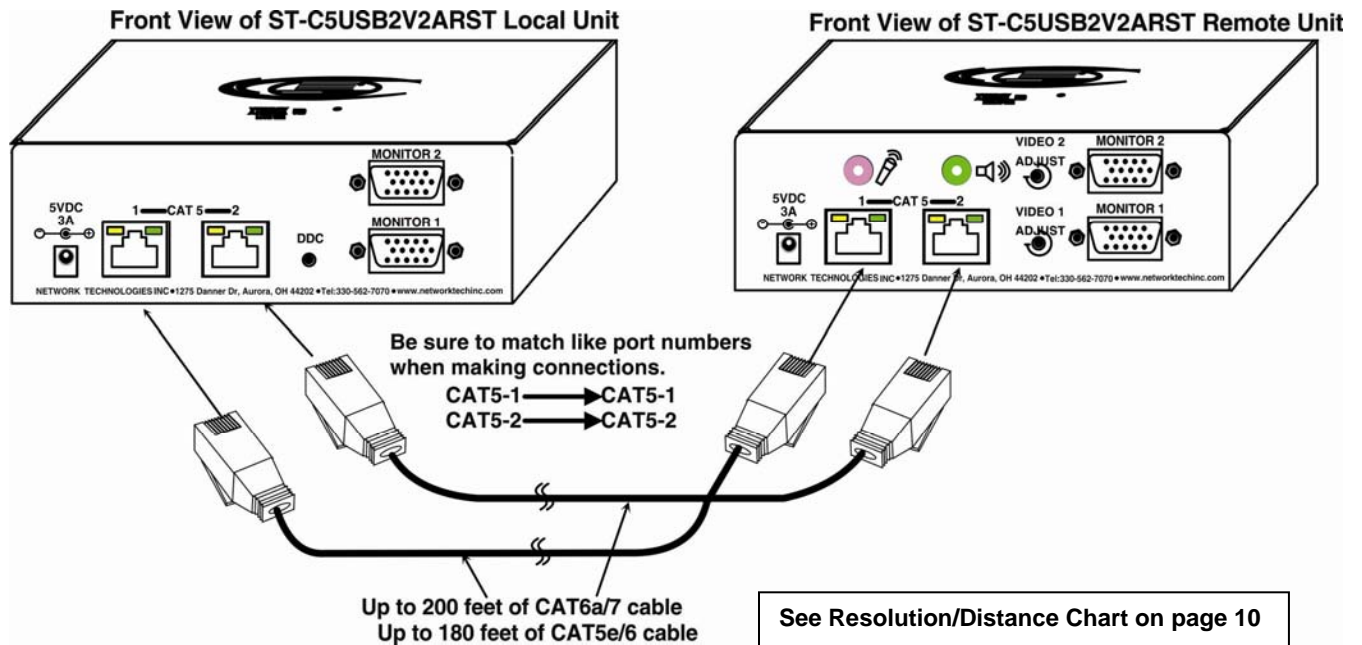 Front View of ST-C5USB2V2ARST Local Unit
Front View of ST-C5USB2V2ARST Remote Unit
MONITOR 2
5VDC
3A
1 CAT 5 2
DDC
MONITOR 1
NETWORK TECHNOLOGIES INC •1275 Danner Dr, Aurora, OH 44202 •Tel:330-562-7070 •www.networktechinc.com
VIDEO 2
ADJUST
MONITOR 2
5VDC
3A
1 CAT 5 2
VIDEO 1
ADJUST
MONITOR 1
NETWORK TECHNOLOGIES INC •1275 Danner Dr, Aurora, OH 44202 •Tel:330-562-7070 •www.networktechinc.com
Be sure to match like port numbers
when making connections.
CAT5-1 CAT5-1
CAT5-2 CAT5-2
Up to 200 feet of CAT6a/7 cable
Up to 180 feet of CAT5e/6 cable
See Resolution/Distance Chart on page 10